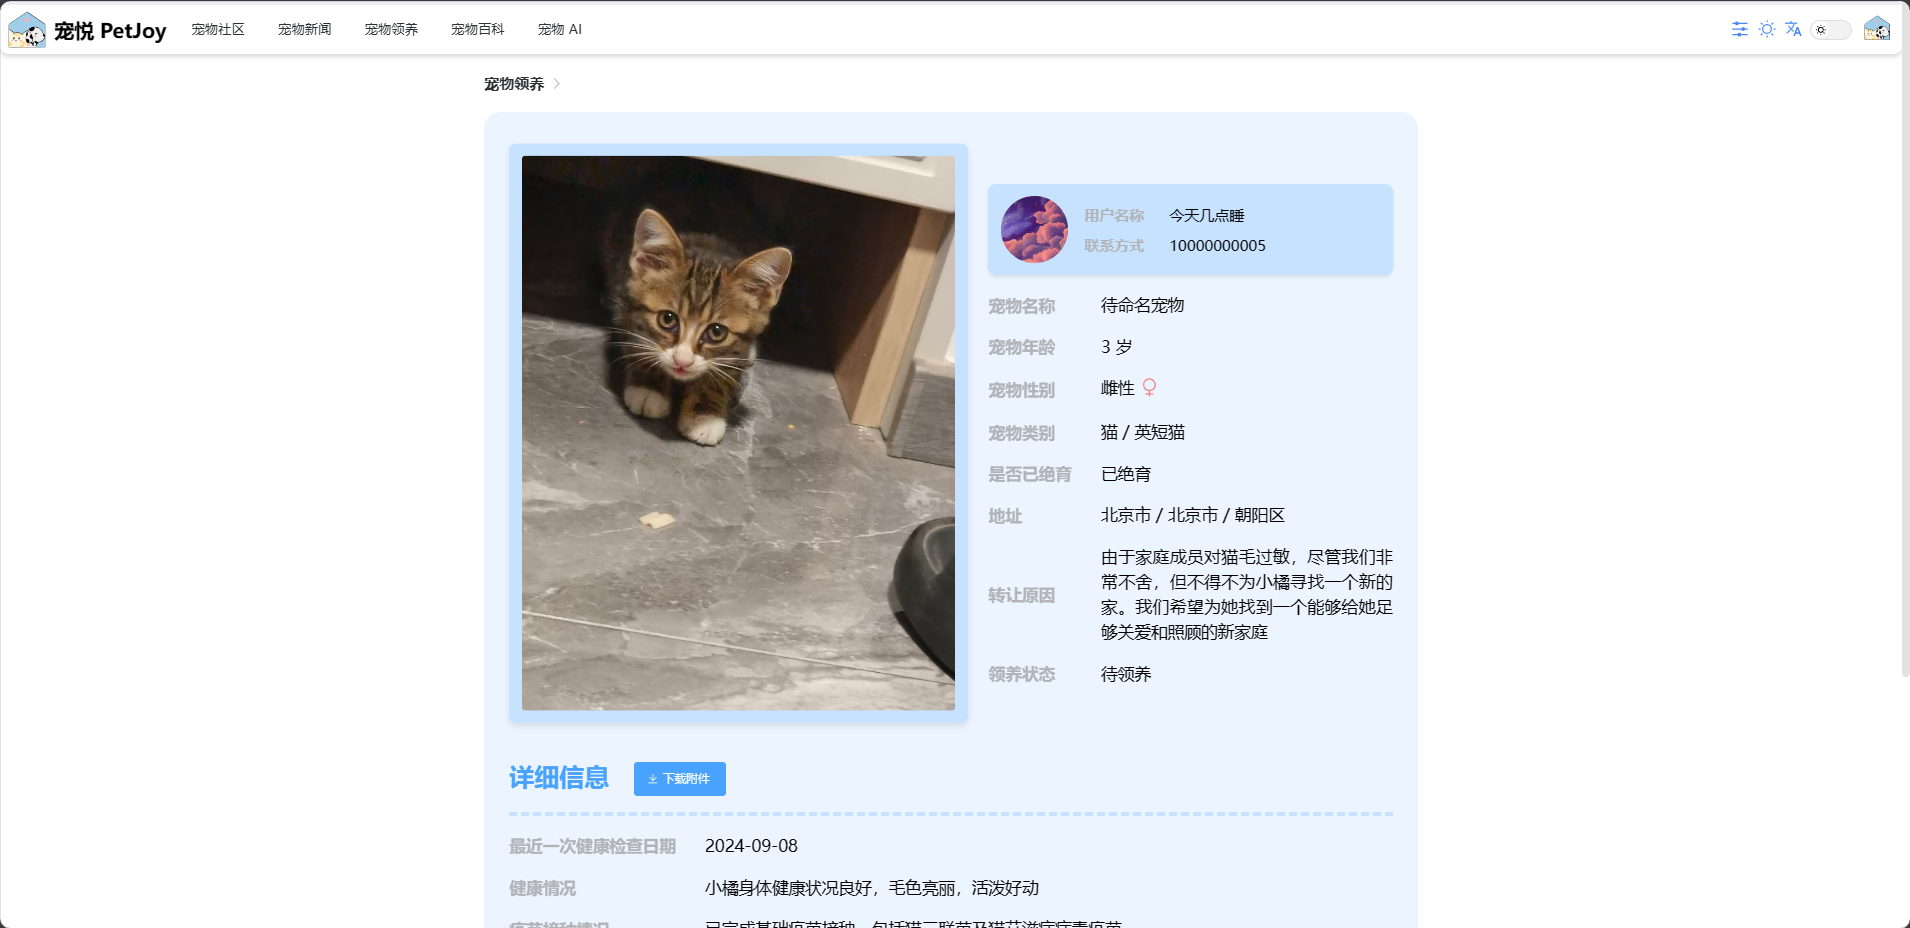 宠悦 PetJoy
宠物社区
宠物新闻
宠物领养
宠物百科
宠物 AI
宠物领养
用户名称 今天几点睡
联系方式 10000000005
宠物名称 待命名宠物
宠物年龄 3 岁
宠物性别 雌性
宠物类别 猫 / 英短猫
是否已绝育 已绝育
地址 北京市 / 北京市 / 朝阳区
转让原因
由于家庭成员对猫毛过敏，尽管我们非
常不舍，但不得不为小橘寻找一个新的
家。我们希望为她找到一个能够给她足
够关爱和照顾的新家庭
领养状态 待领养
详细信息
下载附件
最近一次健康检查日期 2024-09-08
健康情况 小橘身体健康状况良好，毛色亮丽，活泼好动